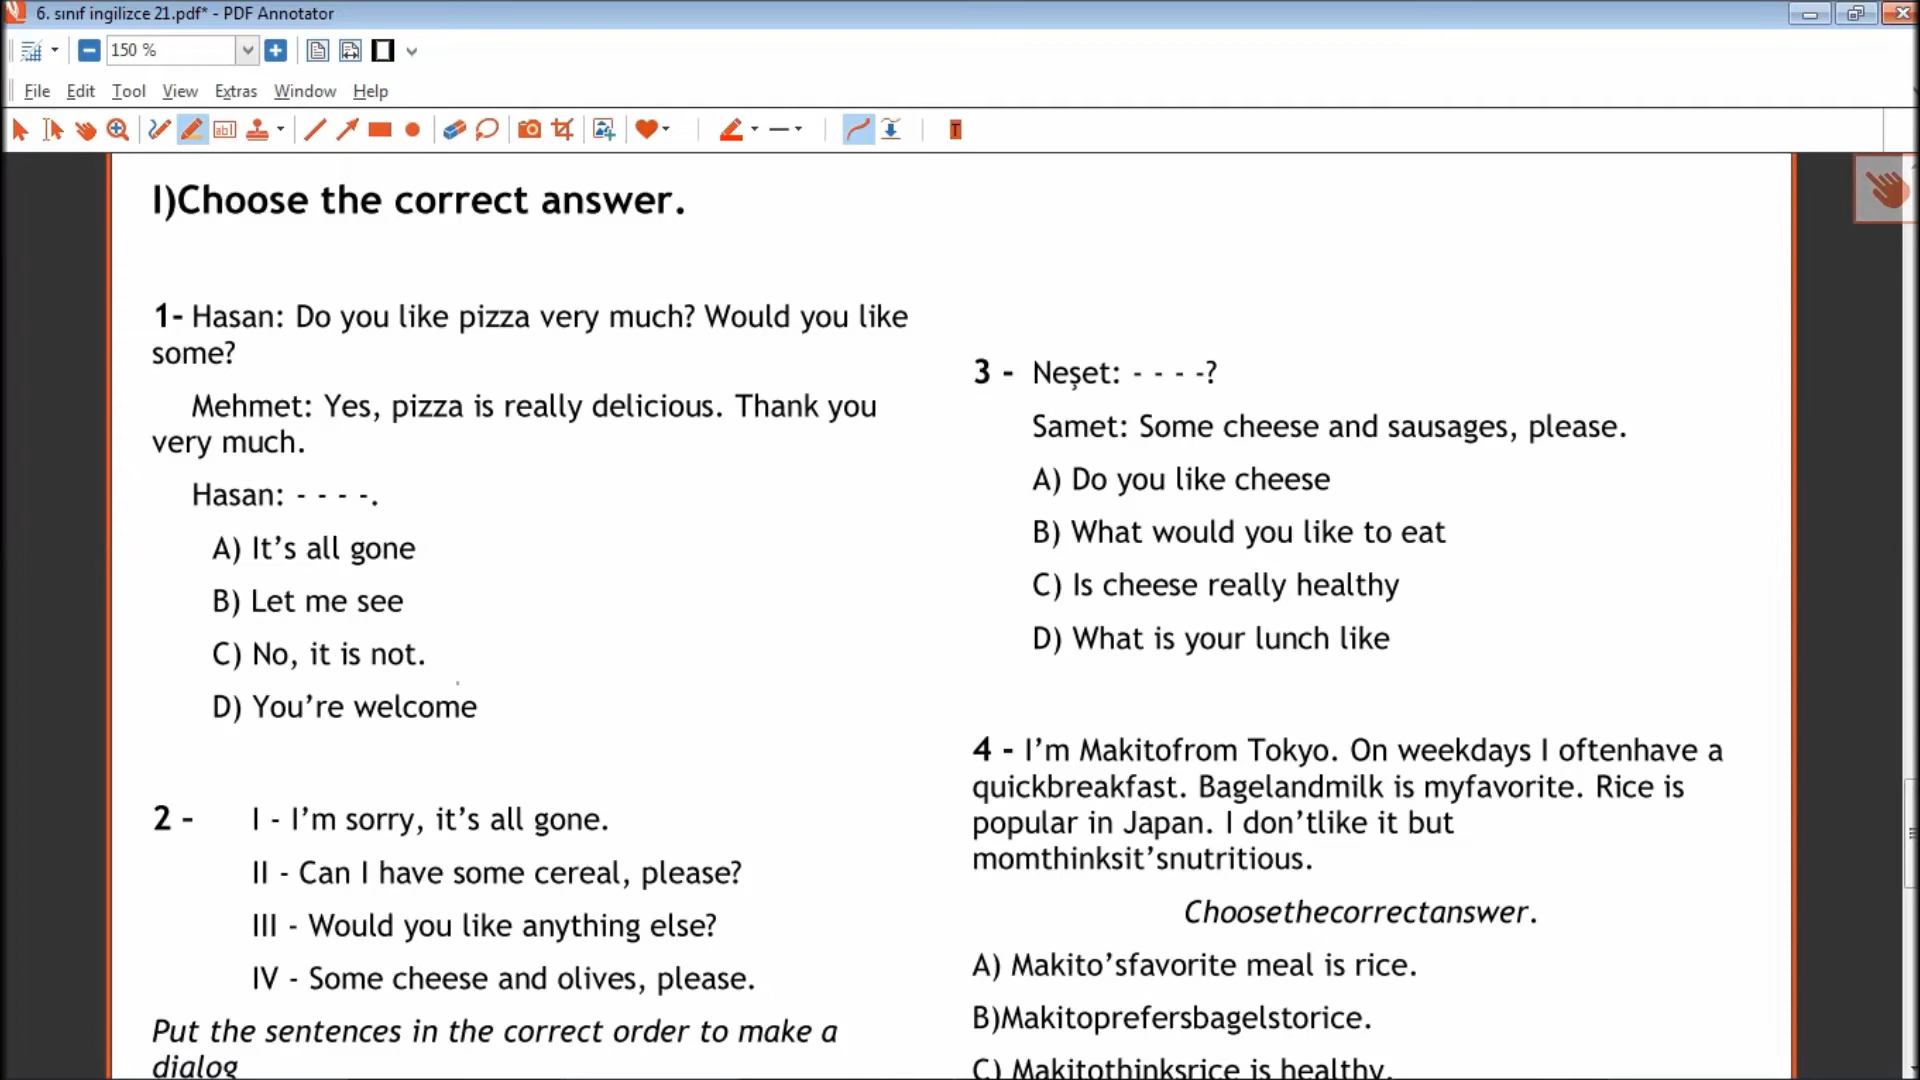 6. sınıf ingilizce 21.pdf* - PDF Annotator
150 %
File Edit Tool View Extras Window Help
I)Choose the correct answer.
1- Hasan: Do you like pizza very much? Would you like
some?
Mehmet: Yes, pizza is really delicious. Thank you
very much.
Hasan: - - - -.
A) It’s all gone
B) Let me see
C) No, it is not.
D) You’re welcome
2 - I - I’m sorry, it’s all gone.
II - Can I have some cereal, please?
III - Would you like anything else?
IV - Some cheese and olives, please.
Put the sentences in the correct order to make a
dialog
3 - Neşet: - - - -?
Samet: Some cheese and sausages, please.
A) Do you like cheese
B) What would you like to eat
C) Is cheese really healthy
D) What is your lunch like
4 - I’m Makitofrom Tokyo. On weekdays I oftenhave a
quickbreakfast. Bagelandmilk is myfavorite. Rice is
popular in Japan. I don’tlike it but
momthinksit’snutritious.
Choosethecorrectanswer.
A) Makito’sfavorite meal is rice.
B)Makitoprefersbagelstorice.
C) Makitothinksrice is healthy.